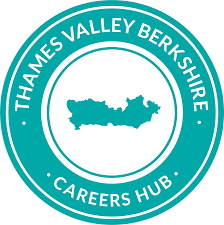 · THAMES VALLEY BERKSHIRE ·
CAREERS HUB